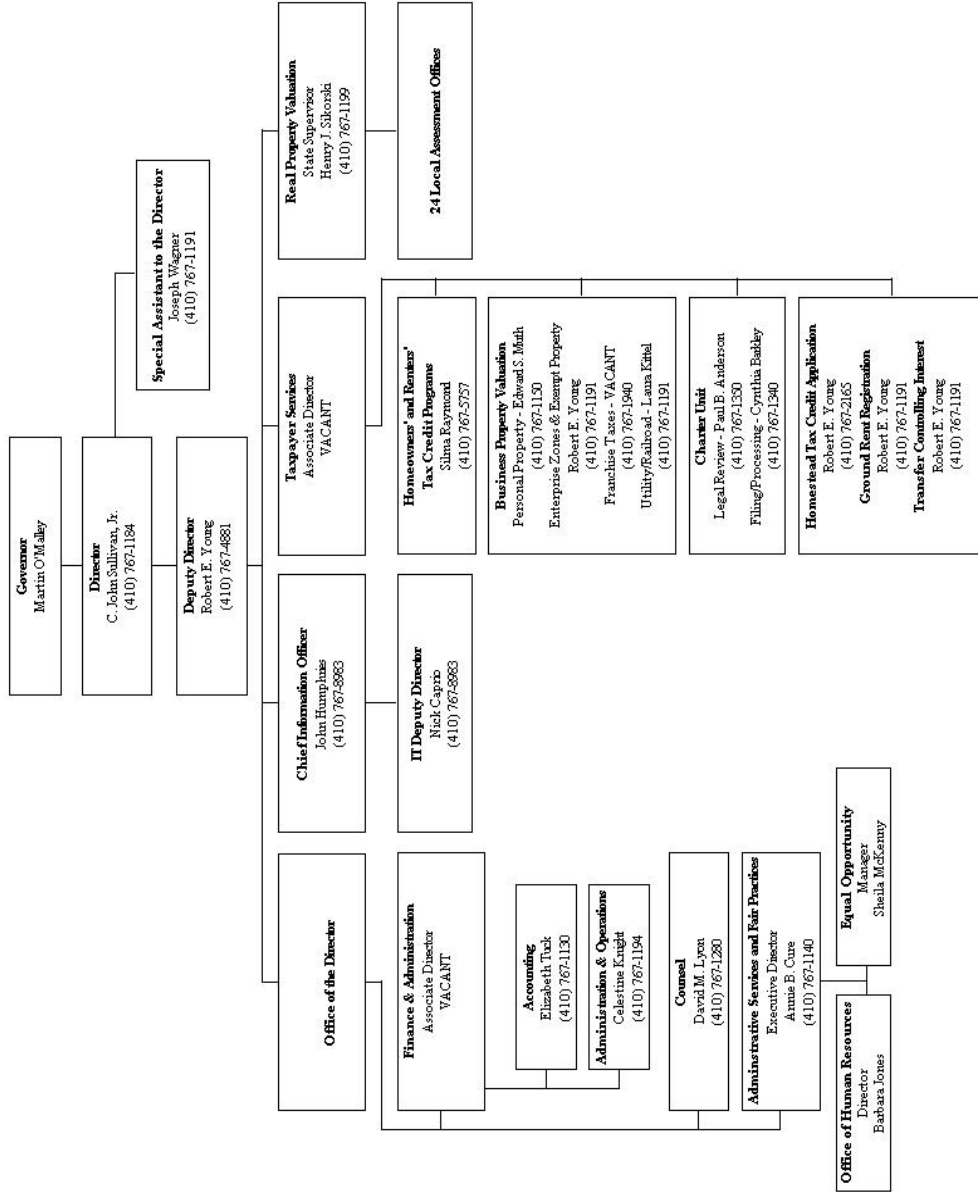 Governor
Martin O'Malley
Director
C. John Sullivan, Jr.
(410) 767-1184
Special Assistant to the Director
Joseph Wagner
(410) 767-1191
Deputy Director
Robert E. Young
(410) 767-4881
Office of the Director
Chief Information Officer
John Humphries
(410) 767-8983
Taxpayer Services
Associate Director
VACANT
Real Property Valuation
State Supervisor
Henry J. Sikorski
(410) 767-1199
Finance & Administration
Associate Director
VACANT
Accounting
Elizabeth Tuck
(410) 767-1130
Administration & Operations
Celestine Knight
(410) 767-1194
Counsel
David M. Lyon
(410) 767-1280
Adminstrative Services and Fair Practices
Executive Director
Annie B. Cure
(410) 767-1140
Office of Human Resources
Director
Barbara Jones
Equal Opportunity
Manager
Sheila McKenny
IT Deputy Director
Nick Caprio
(410) 767-8983
Homeowners' and Renters'
Tax Credit Programs
Silma Raymond
(410) 767-5757
Business Property Valuation
Personal Property - Edward S. Muth
(410) 767-1150
Enterprise Zones & Exempt Property
Robert E. Young
(410) 767-1191
Franchise Taxes - VACANT
(410) 767-1940
Utility/Railroad - Laura Kittel
(410) 767-1191
Charter Unit
Legal Review - Paul B. Anderson
(410) 767-1350
Filing/Processing - Cynthia Barkley
(410) 767-1340
Homestead Tax Credit Application
Robert E. Young
(410) 767-2165
Ground Rent Registration
Robert E. Young
(410) 767-1191
Transfer Controlling Interest
Robert E. Young
(410) 767-1191
24 Local Assessment Offices